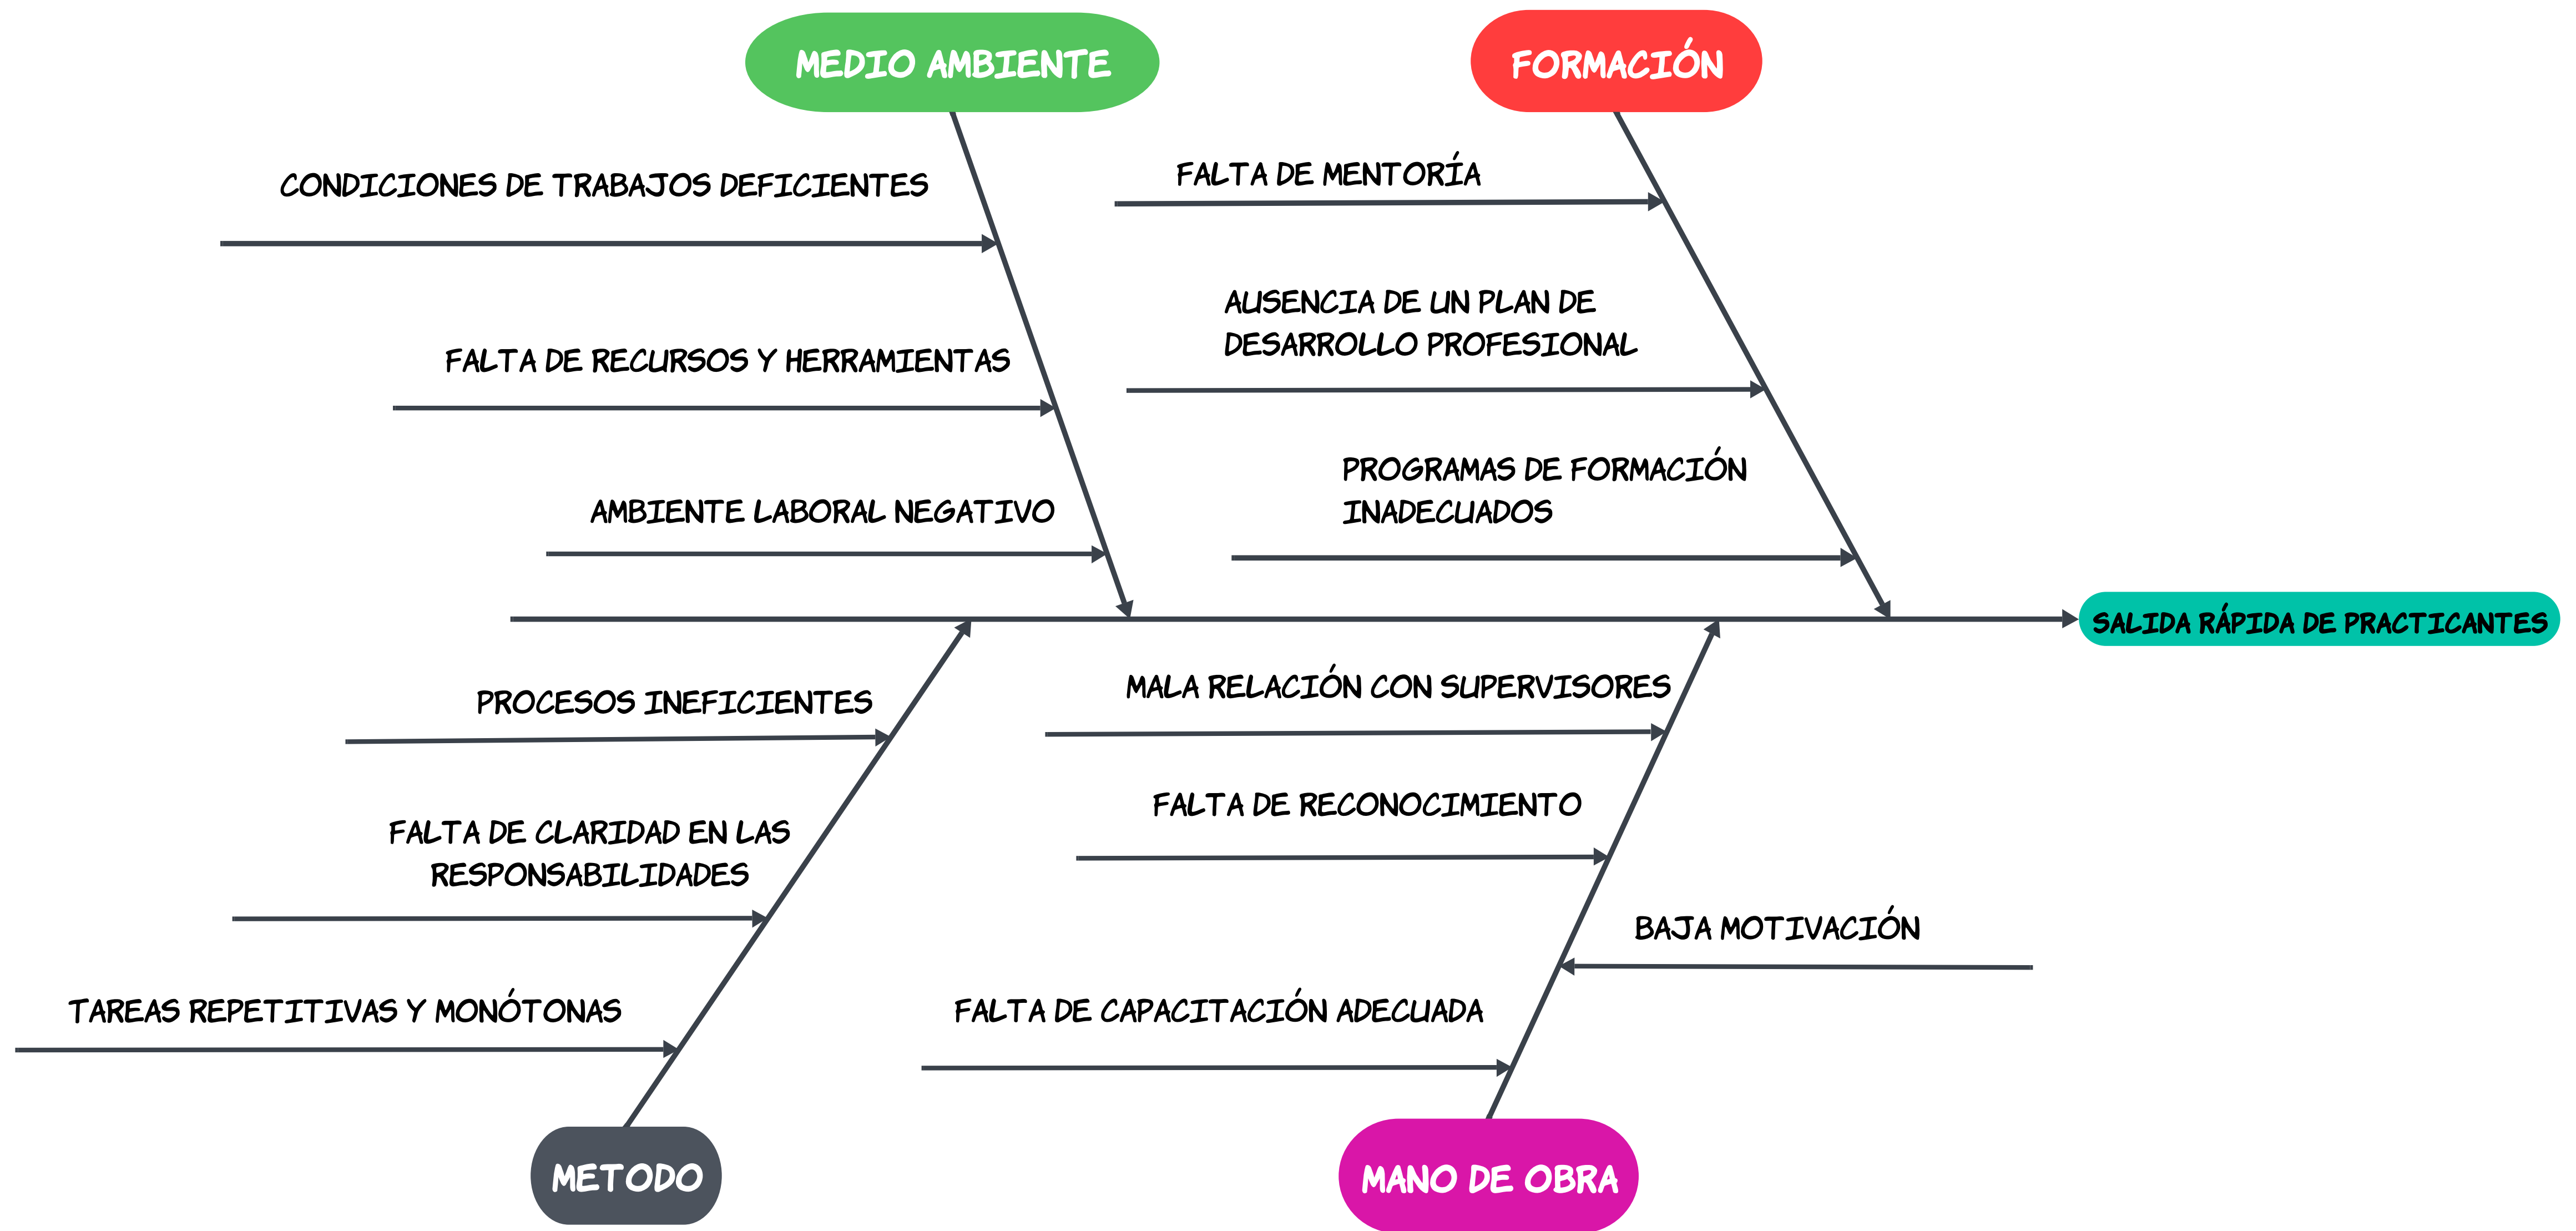 MEDIO AMBIENTE
FORMACIÓN
CONDICIONES DE TRABAJOS DEFICIENTES
FALTA DE MENTORÍA
AUSENCIA DE UN PLAN DE
DESARROLLO PROFESIONAL
FALTA DE RECURSOS Y HERRAMIENTAS
PROGRAMAS DE FORMACIÓN
INADECUADOS
AMBIENTE LABORAL NEGATIVO
SALIDA RÁPIDA DE PRACTICANTES
PROCESOS INEFICIENTES
MALA RELACIÓN CON SUPERVISORES
FALTA DE CLARIDAD EN LAS
RESPONSABILIDADES
FALTA DE RECONOCIMIENTO
BAJA MOTIVACIÓN
TAREAS REPETITIVAS Y MONÓTONAS
FALTA DE CAPACITACIÓN ADECUADA
METODO
MANO DE OBRA